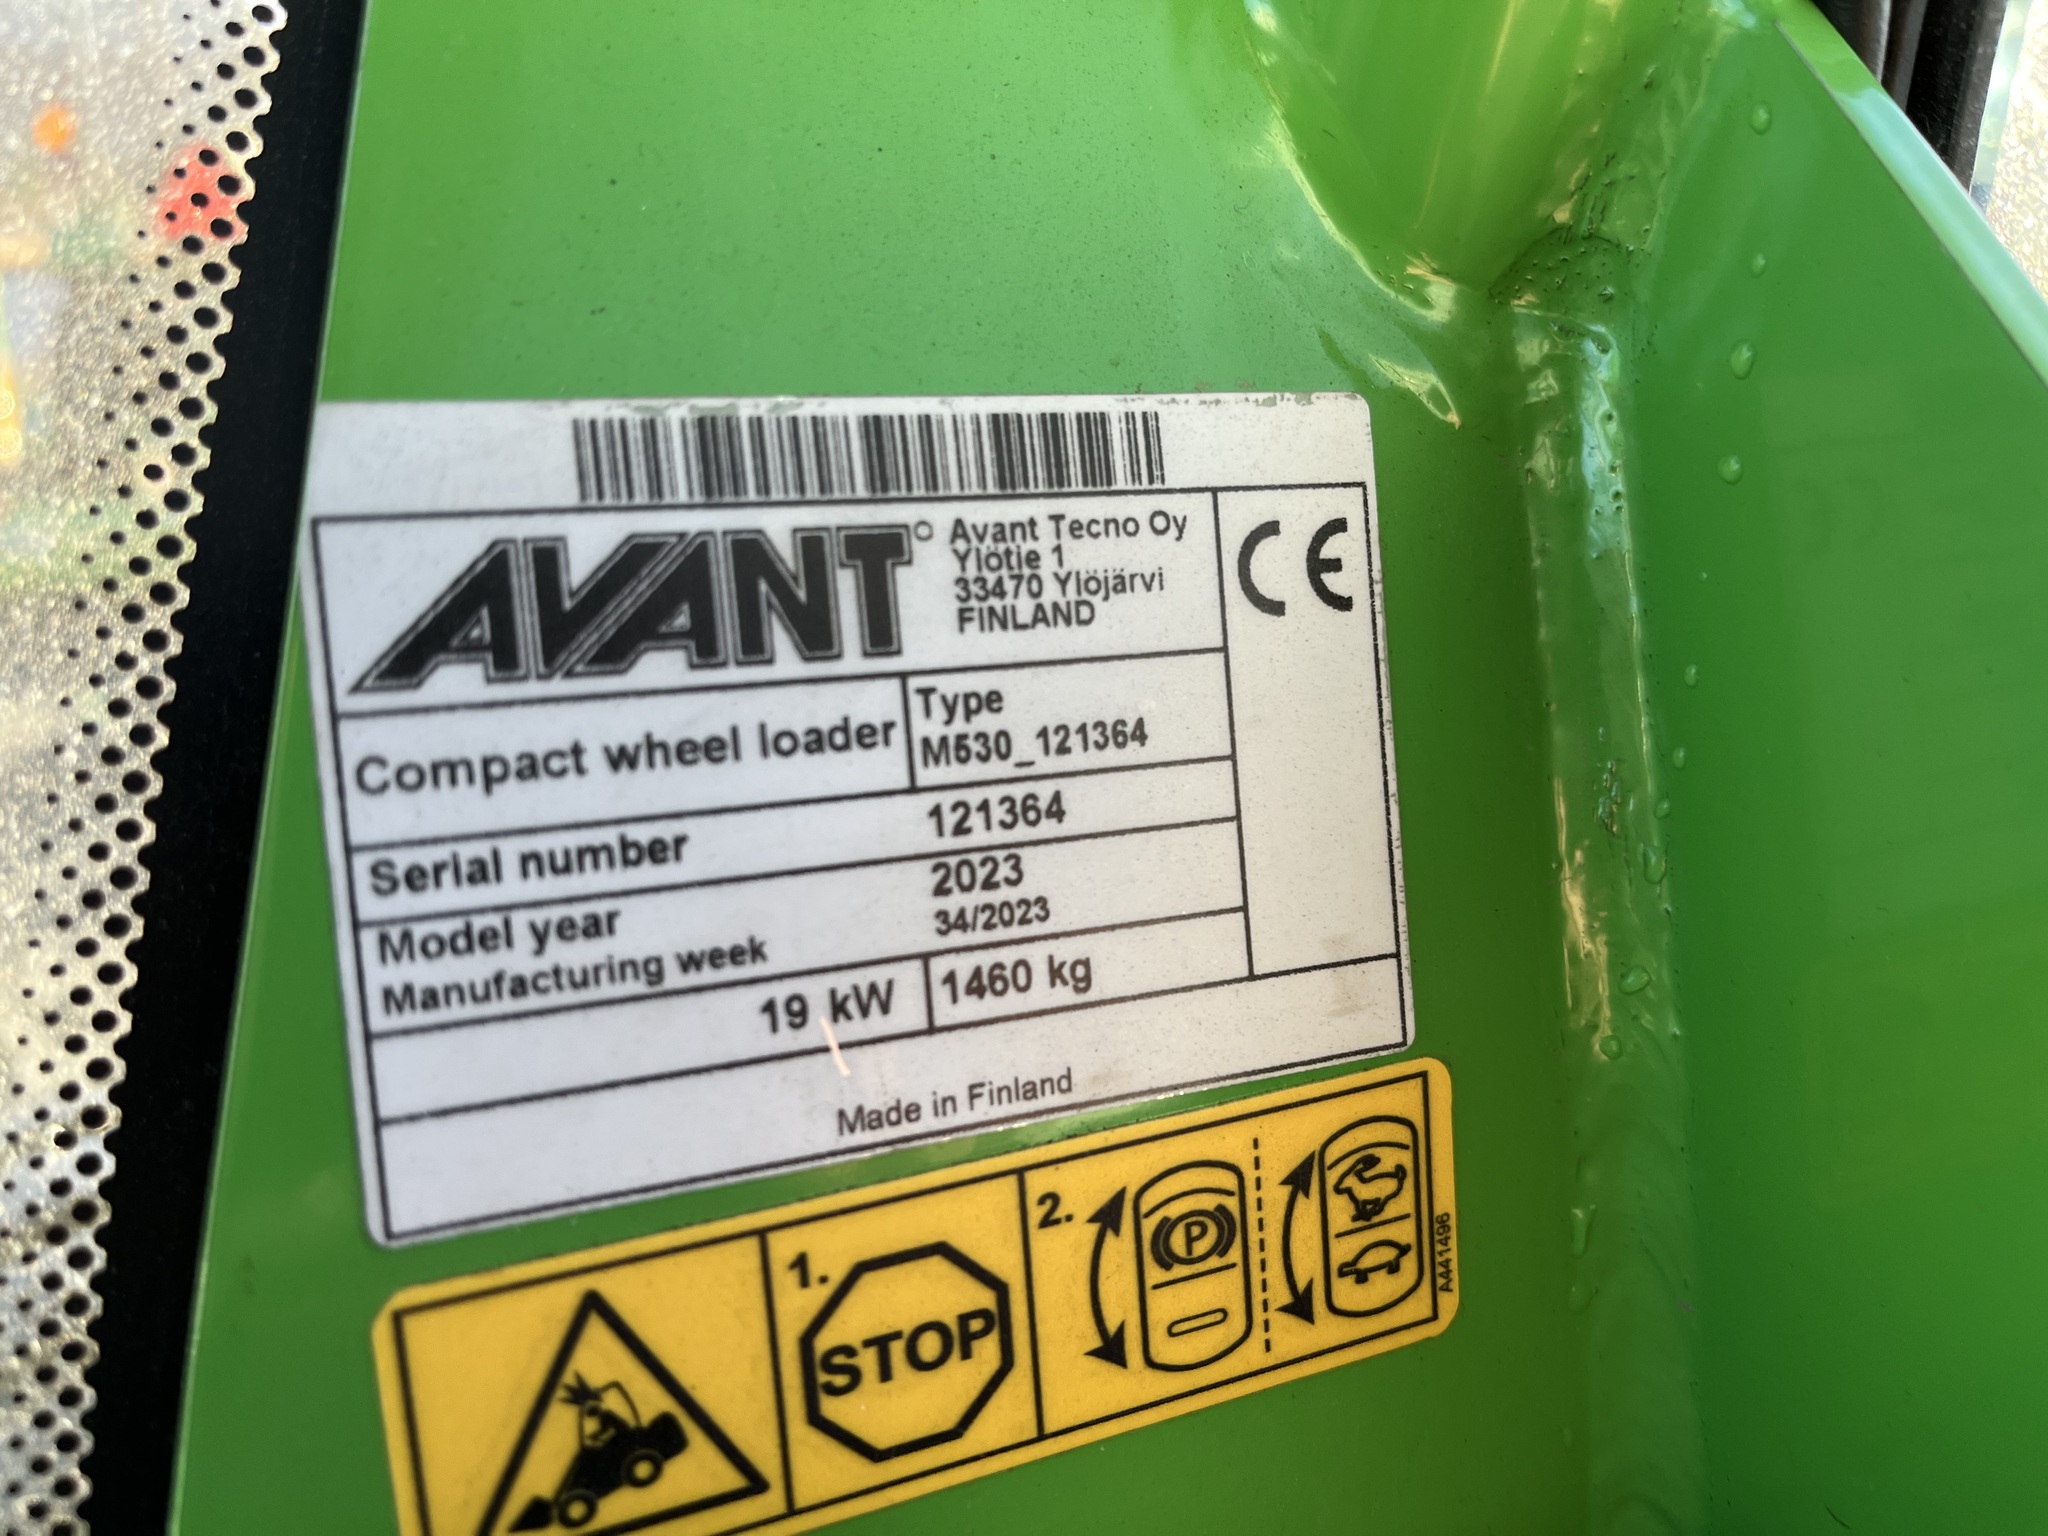 AVANT
Avant Tecno Oy
Ylötie 1
33470 Ylöjärvi
FINLAND
CE
Compact wheel loader
Type
M530_121364
Serial number 121364
Model year 2023
Manufacturing week 34/2023
19 kW 1460 kg
Made in Finland
1.
STOP
2.
P
A441496